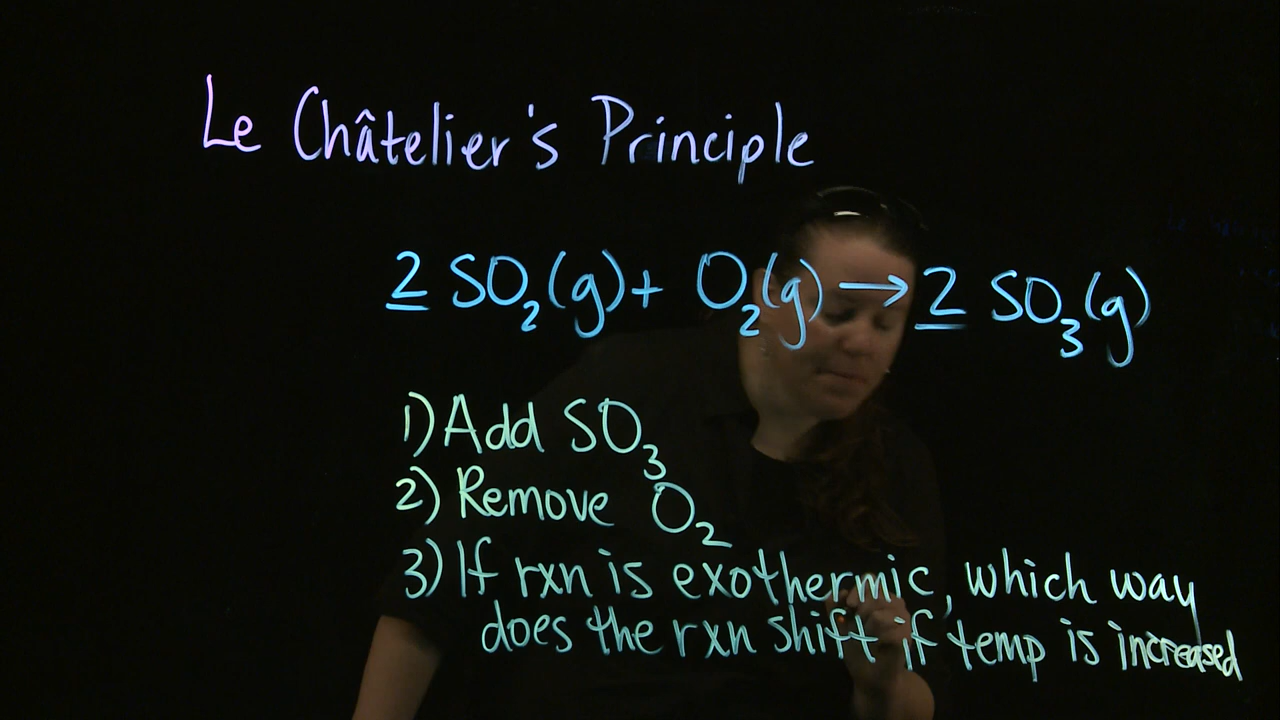 Le Châtelier's Principle
2 SO₂(g) + O₂(g) → 2 SO₃(g)
1) Add SO₃
2) Remove O₂
3) If rxn is exothermic, which way
does the rxn shift if temp is increased